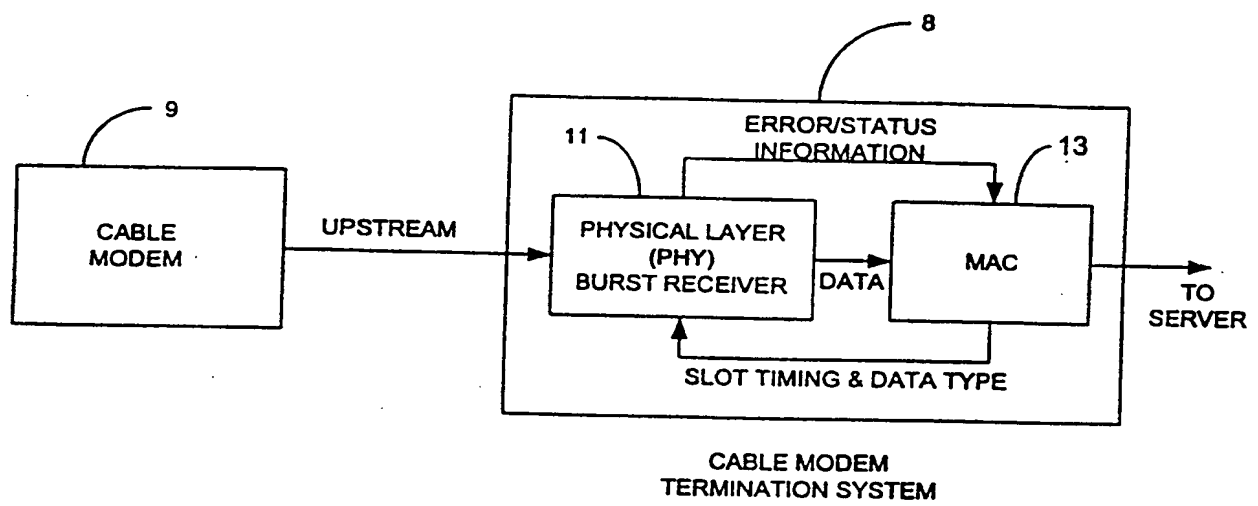 8
9
ERROR/STATUS
INFORMATION
11
13
CABLE
MODEM
UPSTREAM
PHYSICAL LAYER
(PHY)
BURST RECEIVER
DATA
MAC
TO
SERVER
SLOT TIMING & DATA TYPE
CABLE MODEM
TERMINATION SYSTEM